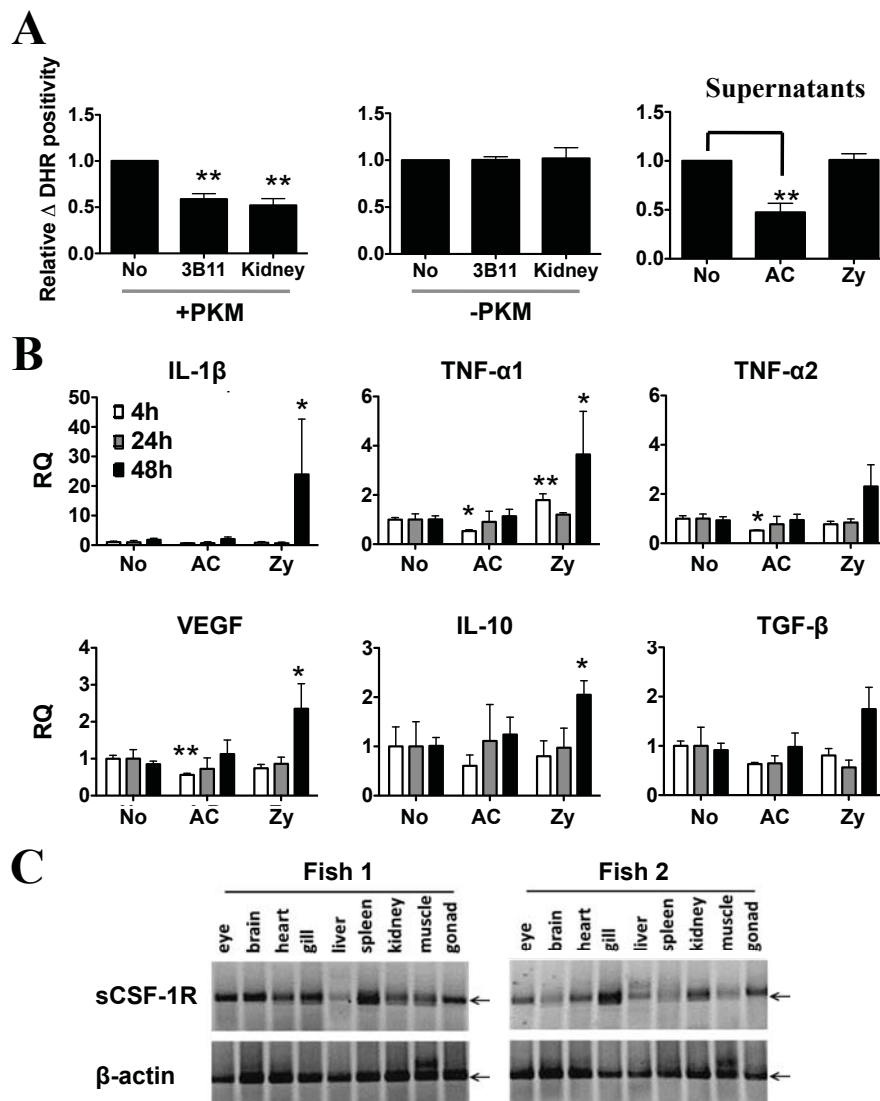 A
Supernatants
Relative Δ DHR positivity
1.5
1.0
0.5
0.0
** **
No 3B11 Kidney
+PKM
1.5
1.0
0.5
0.0
No 3B11 Kidney
-PKM
1.5
1.0
0.5
0.0
**
No AC Zy
B
IL-1β
RQ
50
40
30
20
10
0
4h
24h
48h
*
No AC Zy
TNF-α1
6
4
2
0
* ** *
No AC Zy
TNF-α2
6
4
2
0
*
No AC Zy
VEGF
RQ
4
3
2
1
0
** *
No AC Zy
IL-10
3
2
1
0
*
No AC Zy
TGF-β
3
2
1
0
No AC Zy
C
Fish 1 Fish 2
eye brain heart gill liver spleen kidney muscle gonad
eye brain heart gill liver spleen kidney muscle gonad
sCSF-1R
β-actin